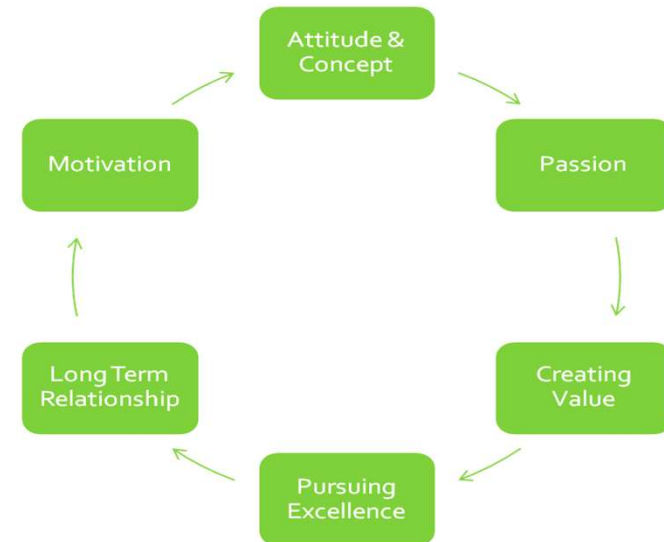 Attitude &
Concept
Passion
Creating
Value
Pursuing
Excellence
Long Term
Relationship
Motivation